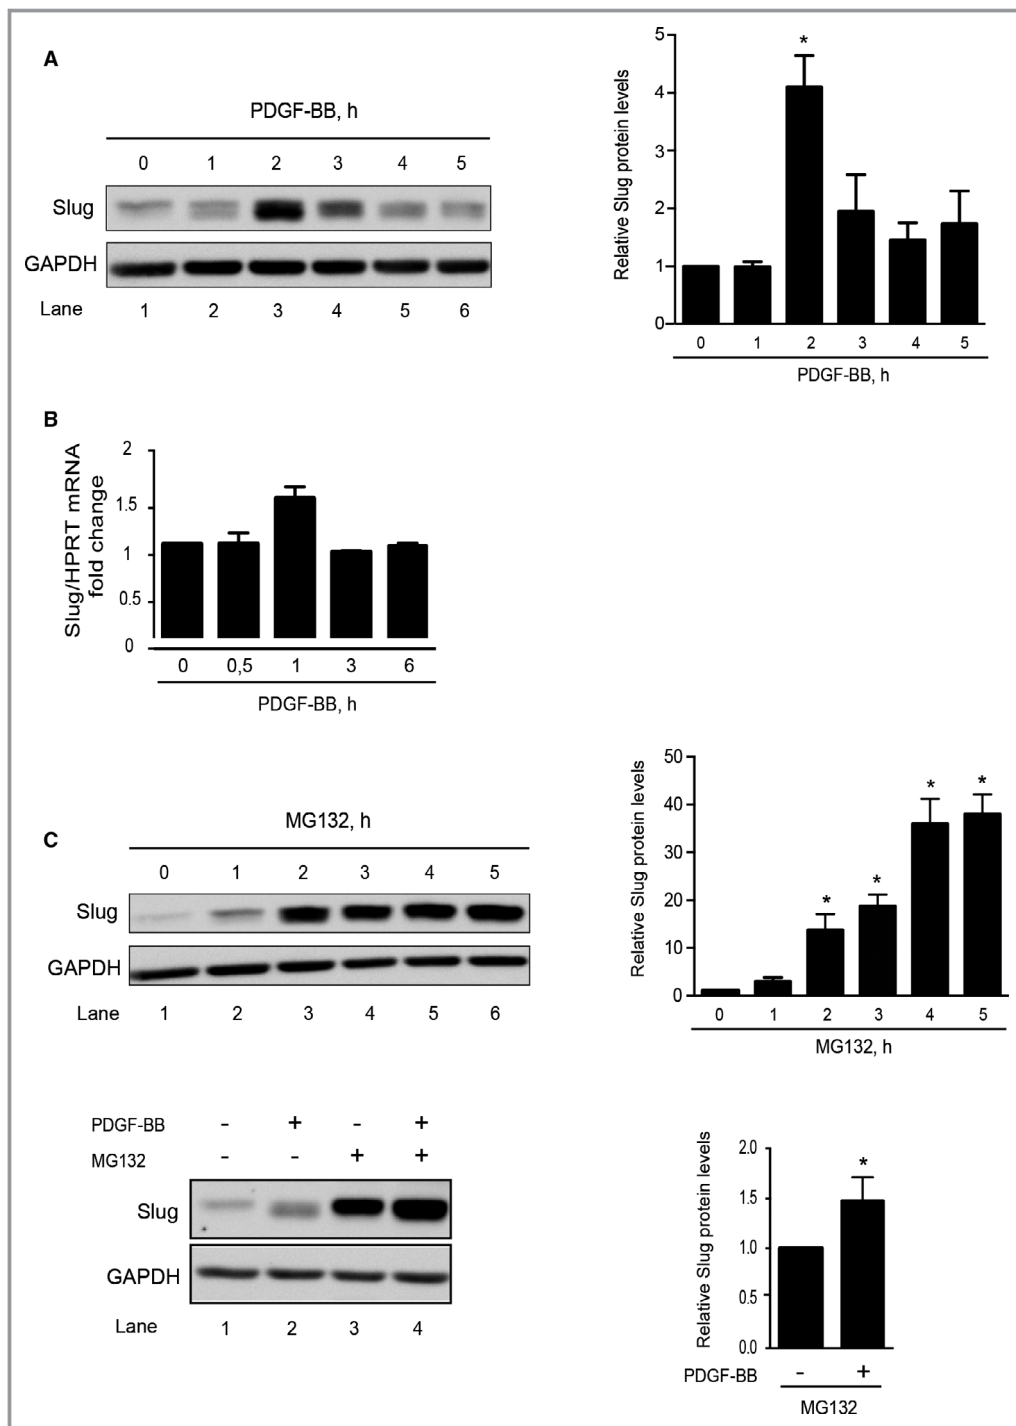 A
PDGF-BB, h
0 1 2 3 4 5
Slug
GAPDH
Lane 1 2 3 4 5 6
Relative Slug protein levels
5
4
3
2
1
0
*
0 1 2 3 4 5
PDGF-BB, h
B
Slug/HPRT mRNA
fold change
2
1.5
1
0.5
0
0 0,5 1 3 6
PDGF-BB, h
C
MG132, h
0 1 2 3 4 5
Slug
GAPDH
Lane 1 2 3 4 5 6
Relative Slug protein levels
50
40
30
20
10
0
* * * *
0 1 2 3 4 5
MG132, h
PDGF-BB - + - +
MG132 - - + +
Slug
GAPDH
Lane 1 2 3 4
Relative Slug protein levels
2.0
1.5
1.0
0.5
0.0
*
PDGF-BB - +
MG132